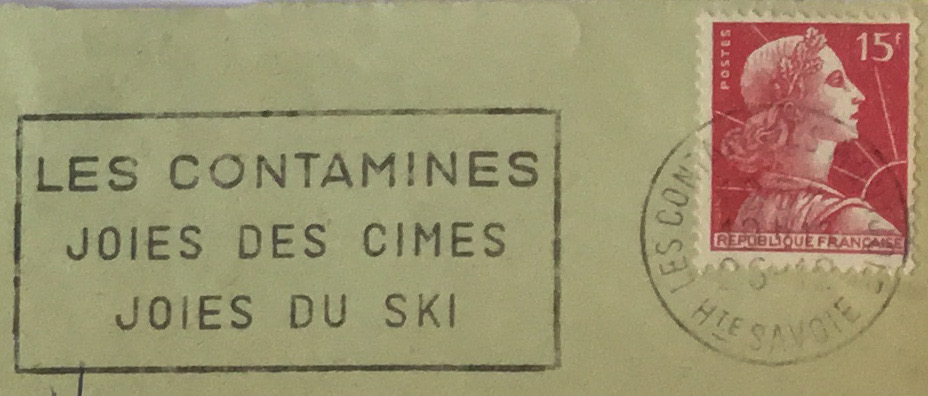 LES CONTAMINES
JOIES DES CIMES
JOIES DU SKI
POSTES
15F
REPUBLIQUE FRANÇAISE
HTE SAVOIE